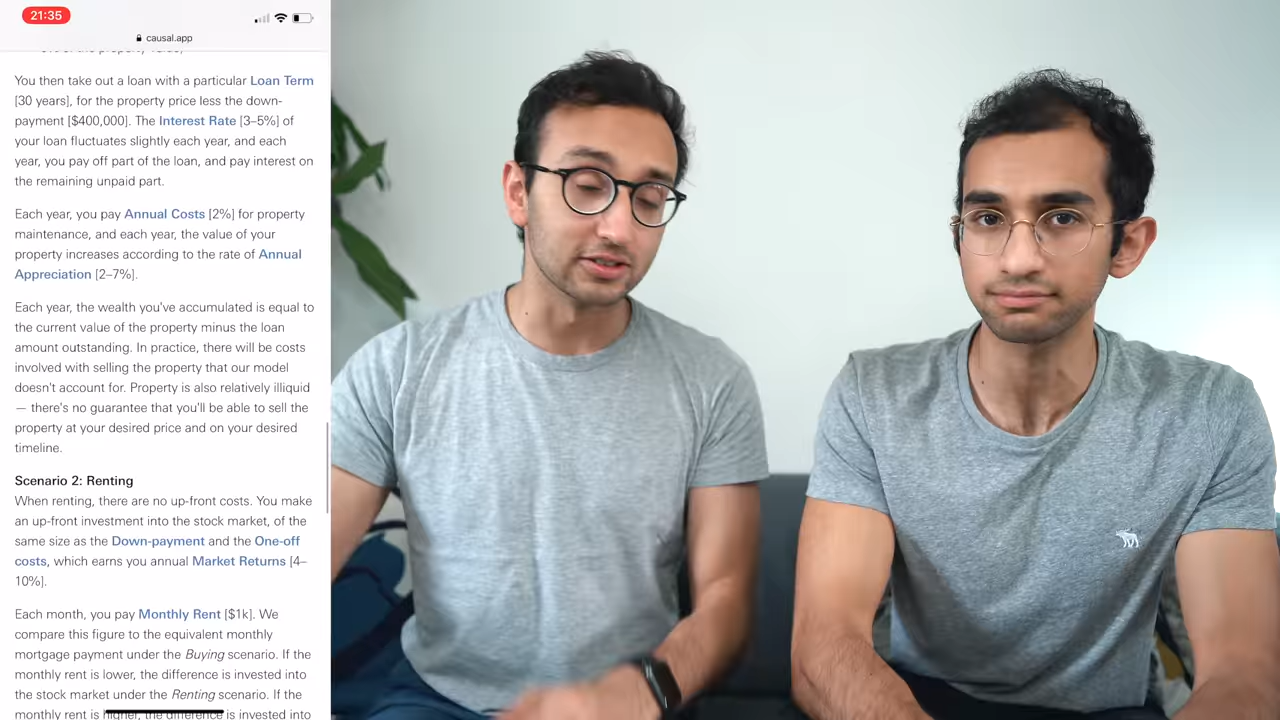 21:35
causal.app
You then take out a loan with a particular Loan Term
[30 years], for the property price less the down-
payment [$400,000]. The Interest Rate [3–5%] of
your loan fluctuates slightly each year, and each
year, you pay off part of the loan, and pay interest on
the remaining unpaid part.
Each year, you pay Annual Costs [2%] for property
maintenance, and each year, the value of your
property increases according to the rate of Annual
Appreciation [2–7%].
Each year, the wealth you've accumulated is equal to
the current value of the property minus the loan
amount outstanding. In practice, there will be costs
involved with selling the property that our model
doesn't account for. Property is also relatively illiquid
— there's no guarantee that you'll be able to sell the
property at your desired price and on your desired
timeline.
Scenario 2: Renting
When renting, there are no up-front costs. You make
an up-front investment into the stock market, of the
same size as the Down-payment and the One-off
costs, which earns you annual Market Returns [4–
10%].
Each month, you pay Monthly Rent [$1k]. We
compare this figure to the equivalent monthly
mortgage payment under the Buying scenario. If the
monthly rent is lower, the difference is invested into
the stock market under the Renting scenario. If the
monthly rent is higher, the difference is invested into